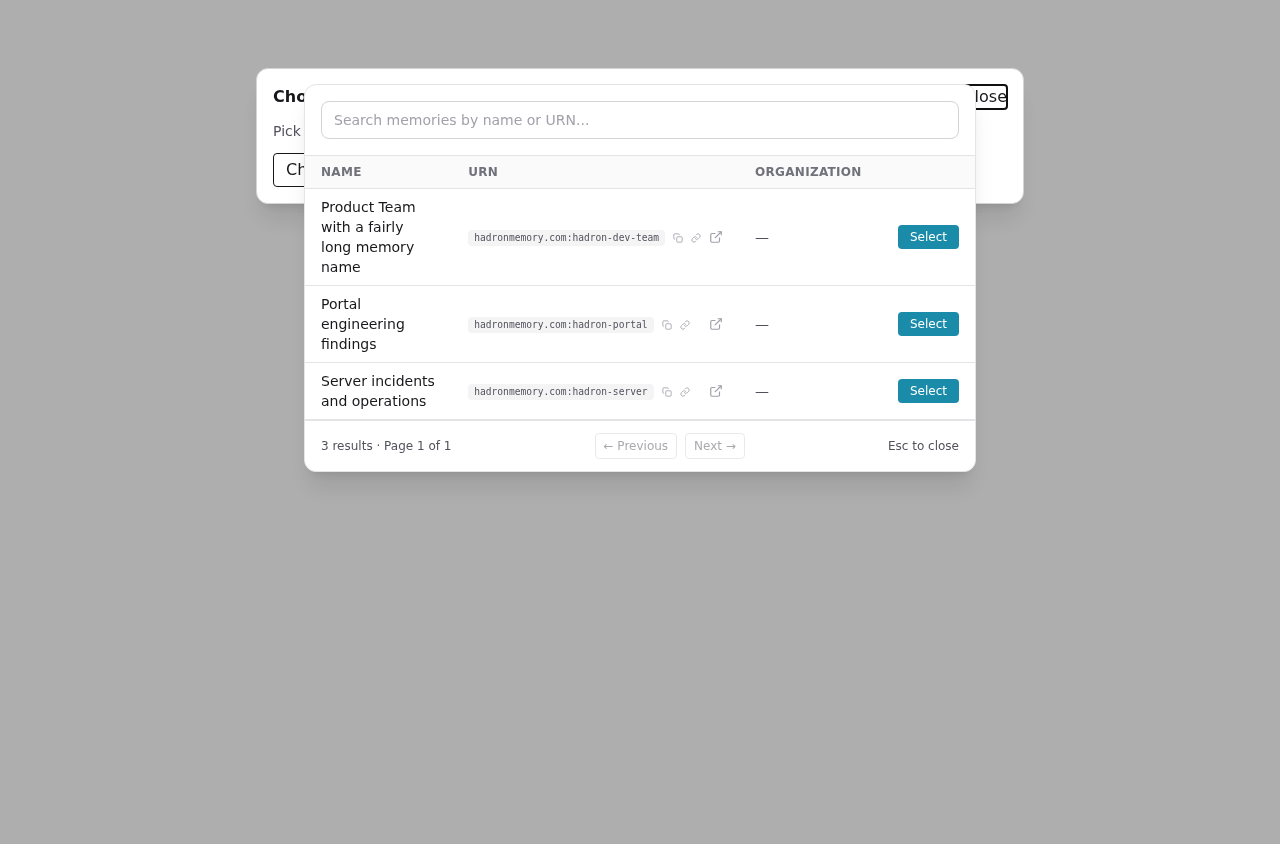 Cho
lose
Pick
Ch
Search memories by name or URN...
NAME URN ORGANIZATION
Product Team
with a fairly
long memory
name
hadronmemory.com:hadron-dev-team
—
Select
Portal
engineering
findings
hadronmemory.com:hadron-portal
—
Select
Server incidents
and operations
hadronmemory.com:hadron-server
—
Select
3 results · Page 1 of 1
← Previous
Next →
Esc to close